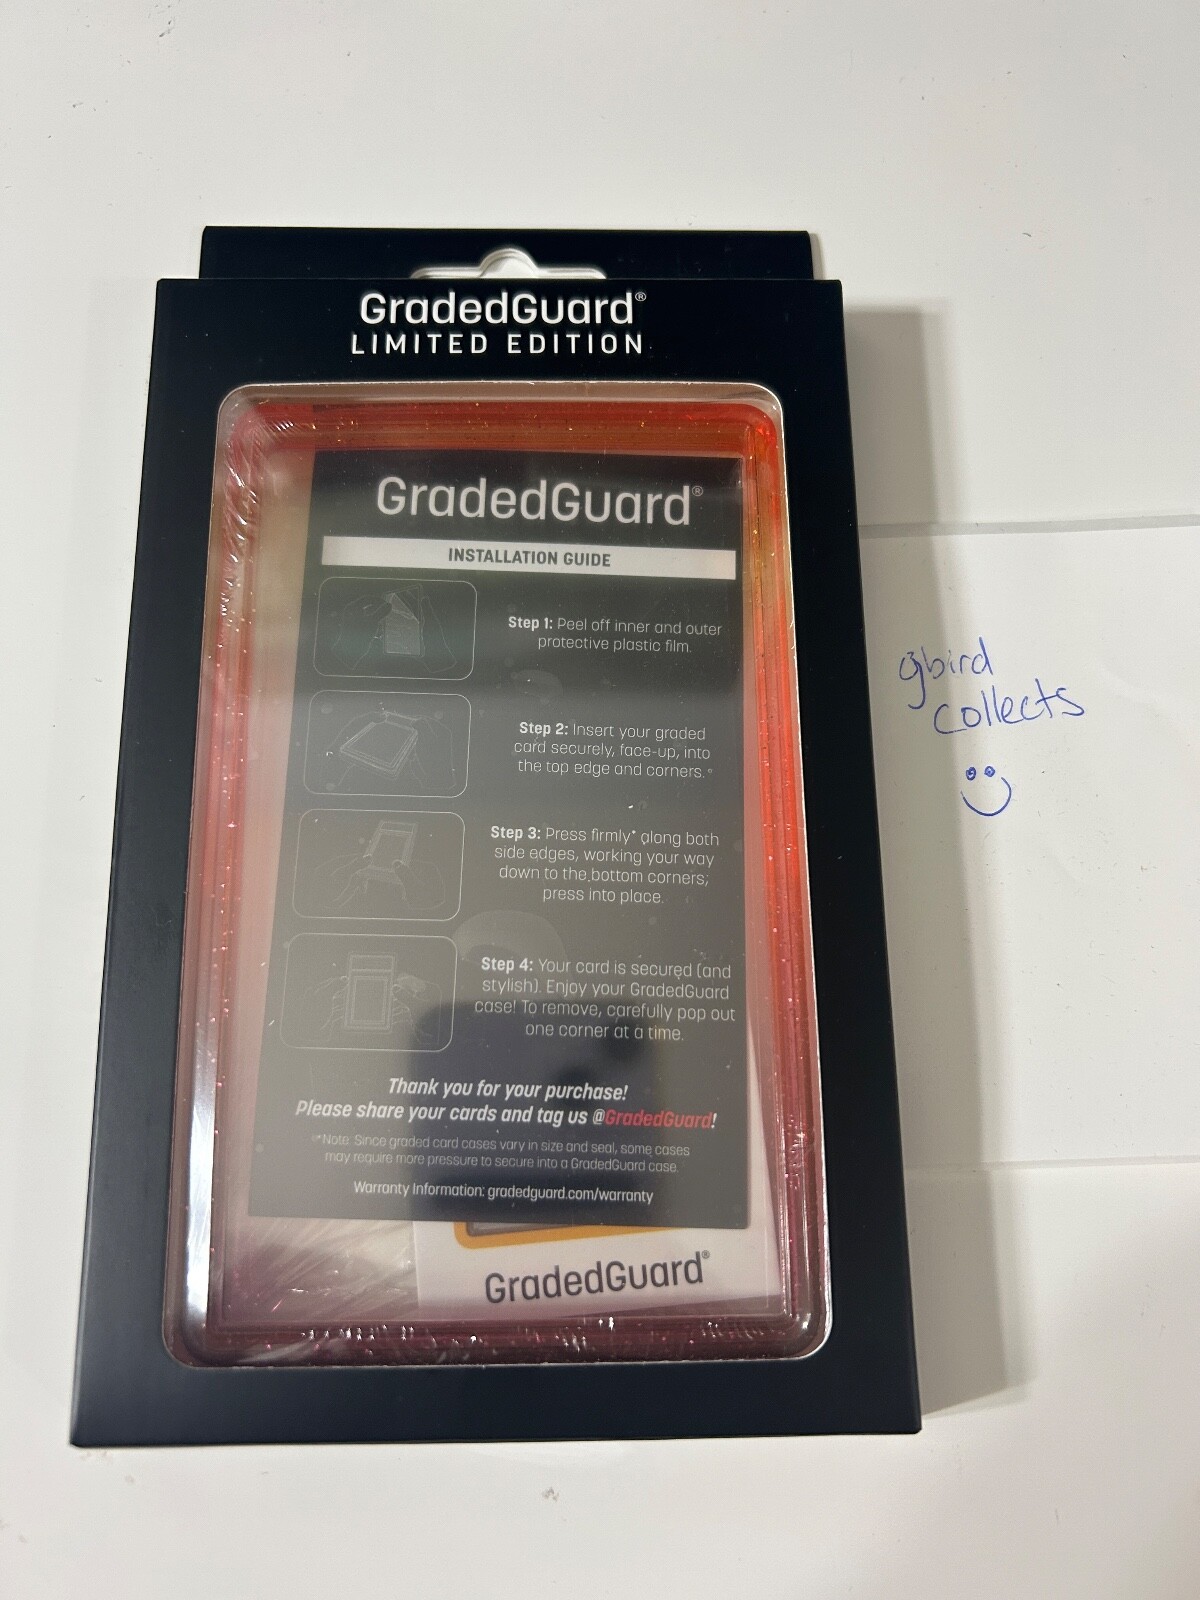 GradedGuard®
LIMITED EDITION
GradedGuard®
INSTALLATION GUIDE
Step 1: Peel off inner and outer
protective plastic film.
Step 2: Insert your graded
card securely, face-up, into
the top edge and corners.
Step 3: Press firmly* along both
side edges, working your way
down to the bottom corners;
press into place.
Step 4: Your card is secured (and
stylish). Enjoy your GradedGuard
case! To remove, carefully pop out
one corner at a time.
Thank you for your purchase!
Please share your cards and tag us @GradedGuard!
*Note: Since graded card cases vary in size and seal, some cases
may require more pressure to secure into a GradedGuard case.
Warranty Information: gradedguard.com/warranty
GradedGuard®
gbird
collects